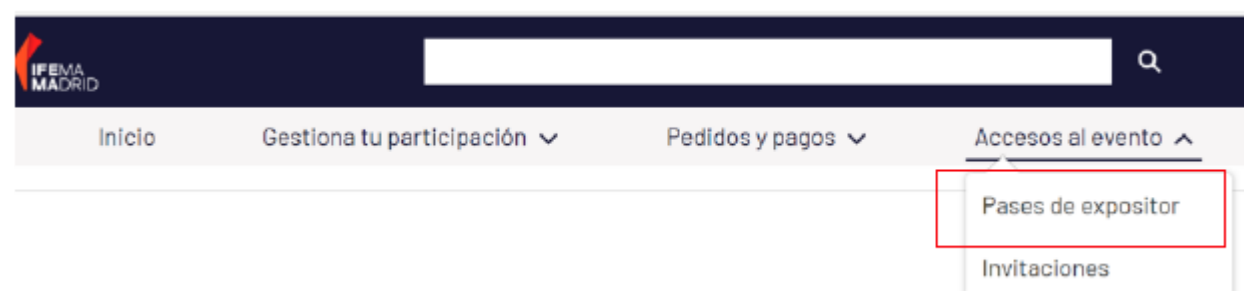 IFEMA
MADRID
Inicio Gestiona tu participación Pedidos y pagos Accesos al evento
Pases de expositor
Invitaciones